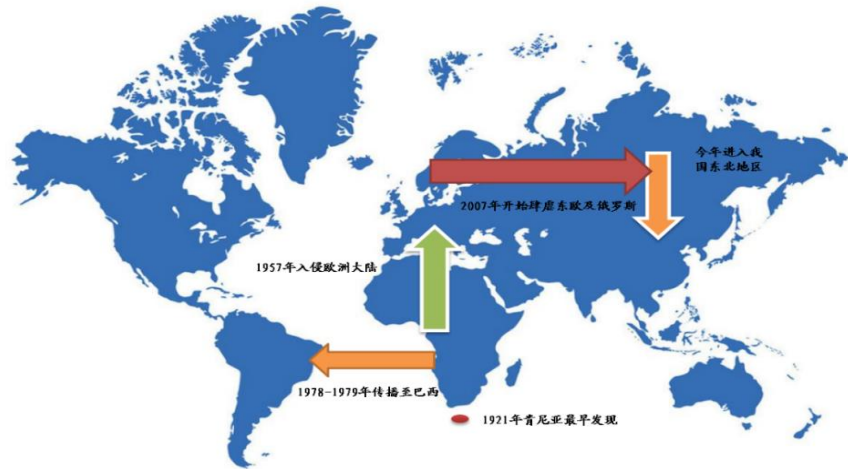 今年进入我
国东北地区
2007年开始肆虐东欧及俄罗斯
1957年入侵欧洲大陆
1978-1979年传播至巴西
1921年肯尼亚最早发现